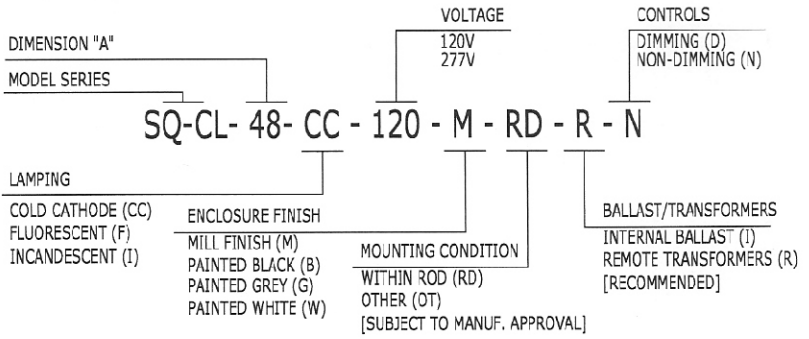 VOLTAGE
120V
277V
CONTROLS
DIMMING (D)
NON-DIMMING (N)
DIMENSION "A"
MODEL SERIES
SQ-CL-48-CC-120-M-RD-R-N
LAMPING
COLD CATHODE (CC)
FLUORESCENT (F)
INCANDESCENT (I)
ENCLOSURE FINISH
MILL FINISH (M)
PAINTED BLACK (B)
PAINTED GREY (G)
PAINTED WHITE (W)
MOUNTING CONDITION
WITHIN ROD (RD)
OTHER (OT)
[SUBJECT TO MANUF. APPROVAL]
BALLAST/TRANSFORMERS
INTERNAL BALLAST (I)
REMOTE TRANSFORMERS (R)
[RECOMMENDED]